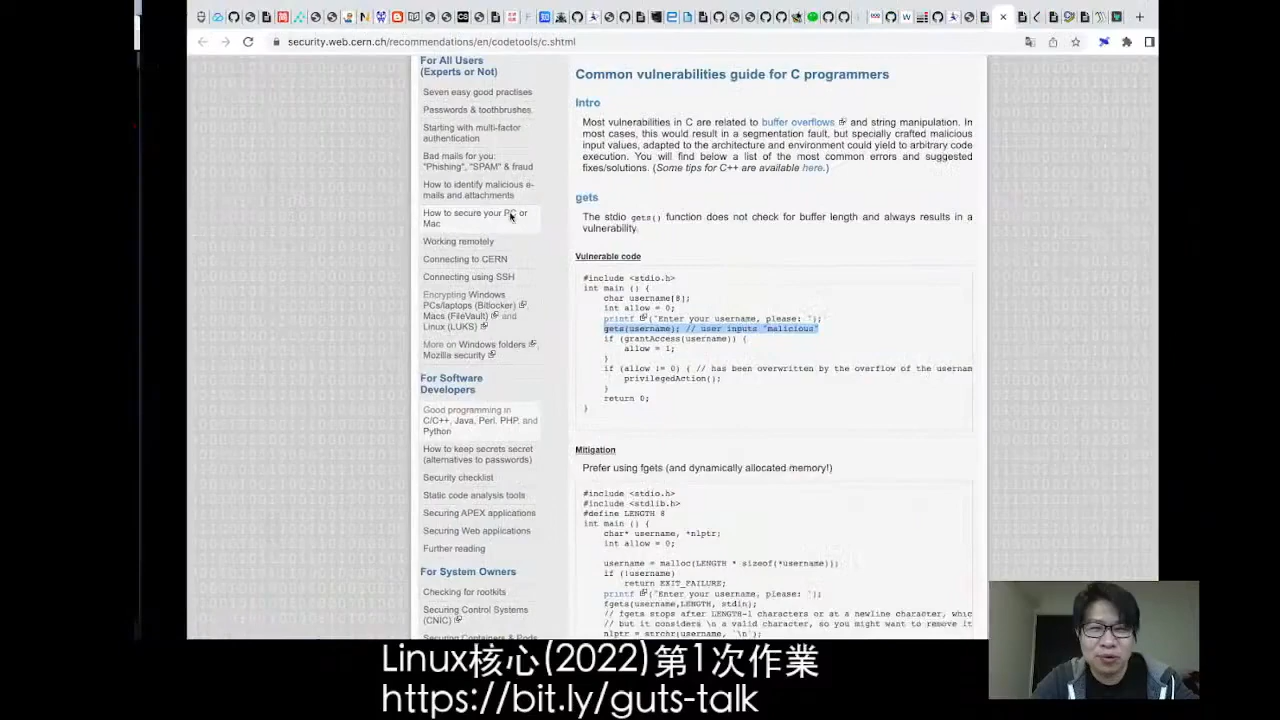 security.web.cern.ch/recommendations/en/codetools/c.shtml
For All Users
(Experts or Not)
Seven easy good practises
Passwords & toothbrushes
Starting with multi-factor
authentication
Bad mails for you:
"Phishing", "SPAM" & fraud
How to identify malicious e-
mails and attachments
How to secure your PC or
Mac
Working remotely
Connecting to CERN
Connecting using SSH
Encrypting Windows
PCs/laptops (Bitlocker),
Macs (FileVault) and
Linux (LUKS)
More on Windows folders,
Mozilla security
For Software
Developers
Good programming in
C/C++, Java, Perl, PHP, and
Python
How to keep secrets secret
(alternatives to passwords)
Security checklist
Static code analysis tools
Securing APEX applications
Securing Web applications
Further reading
For System Owners
Checking for rootkits
Securing Control Systems
(CNIC)
Securing Containers & Pods
Common vulnerabilities guide for C programmers
Intro
Most vulnerabilities in C are related to buffer overflows and string manipulation. In
most cases, this would result in a segmentation fault, but specially crafted malicious
input values, adapted to the architecture and environment could yield to arbitrary code
execution. You will find below a list of the most common errors and suggested
fixes/solutions. (Some tips for C++ are available here.)
gets
The stdio gets() function does not check for buffer length and always results in a
vulnerability.
Vulnerable code
#include <stdio.h>
int main () {
char username[8];
int allow = 0;
printf ("Enter your username, please: ");
gets(username); // user inputs "malicious"
if (grantAccess(username)) {
allow = 1;
}
if (allow != 0) { // has been overwritten by the overflow of the usernam
privilegedAction();
}
return 0;
}
Mitigation
Prefer using fgets (and dynamically allocated memory!)
#include <stdio.h>
#include <stdlib.h>
#define LENGTH 8
int main () {
char* username, *nlptr;
int allow = 0;
username = malloc(LENGTH * sizeof(*username));
if (!username)
return EXIT_FAILURE;
printf ("Enter your username, please: ");
fgets(username,LENGTH, stdin);
// fgets stops after LENGTH-1 characters or at a newline character, whic
// but it considers \n a valid character, so you might want to remove it
nlptr = strchr(username, '\n');
Linux核心(2022)第1次作業
https://bit.ly/guts-talk